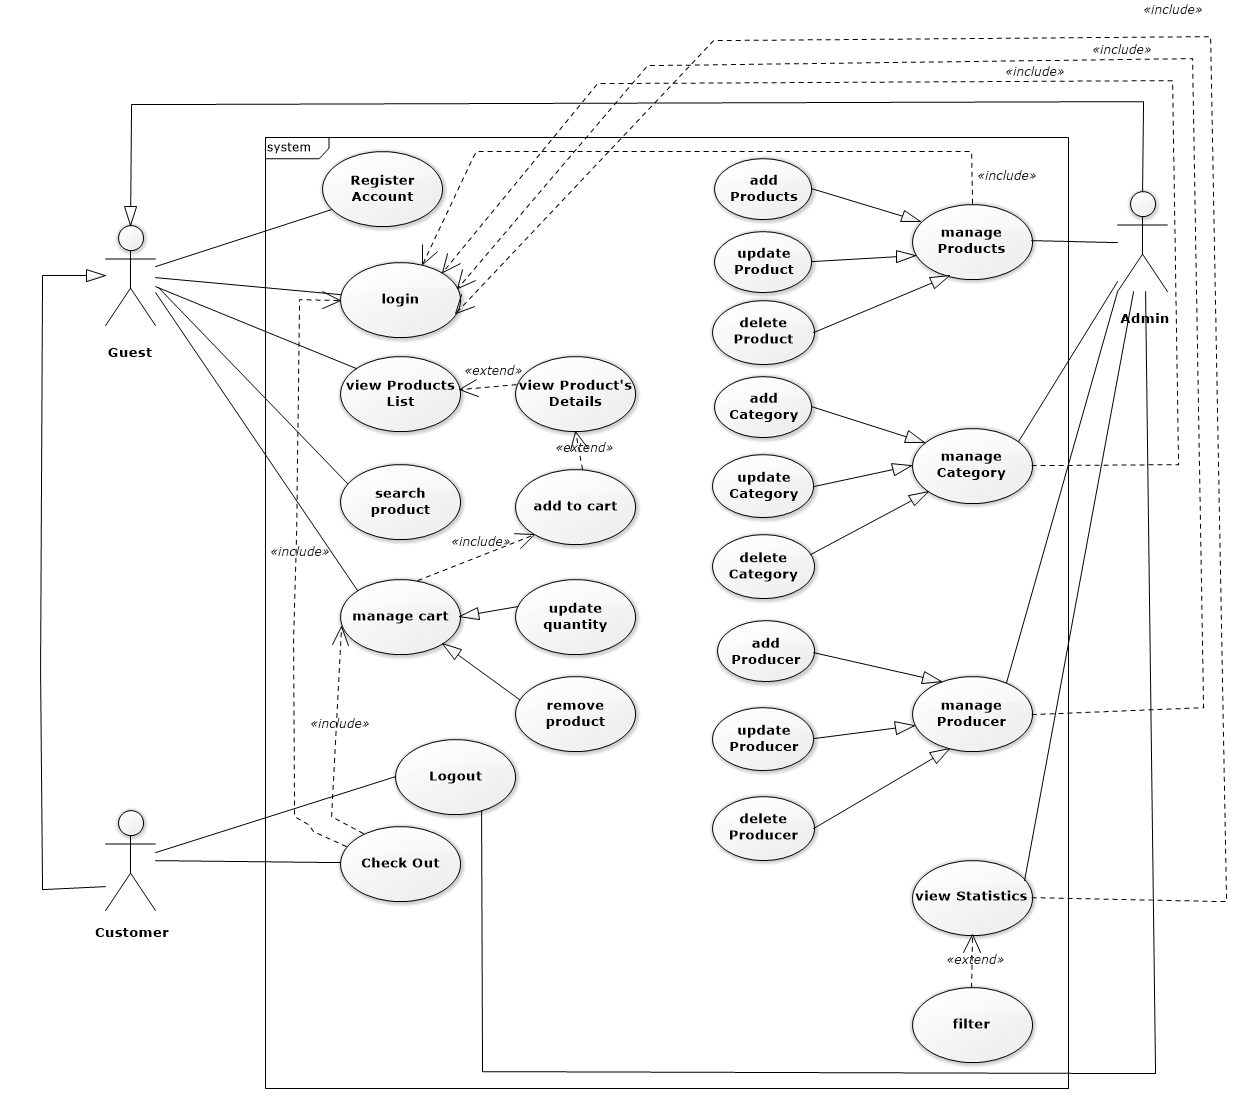 «include»
«include»
«include»
system
Register
Account
«include»
add
Products
manage
Products
update
Product
login
delete
Product
Admin
Guest
«extend»
view Products
List
view Product's
Details
add
Category
«extend»
manage
Category
update
Category
search
product
add to cart
«include»
«include»
delete
Category
manage cart
update
quantity
add
Producer
remove
product
manage
Producer
«include»
update
Producer
Logout
delete
Producer
Check Out
view Statistics
Customer
«extend»
filter